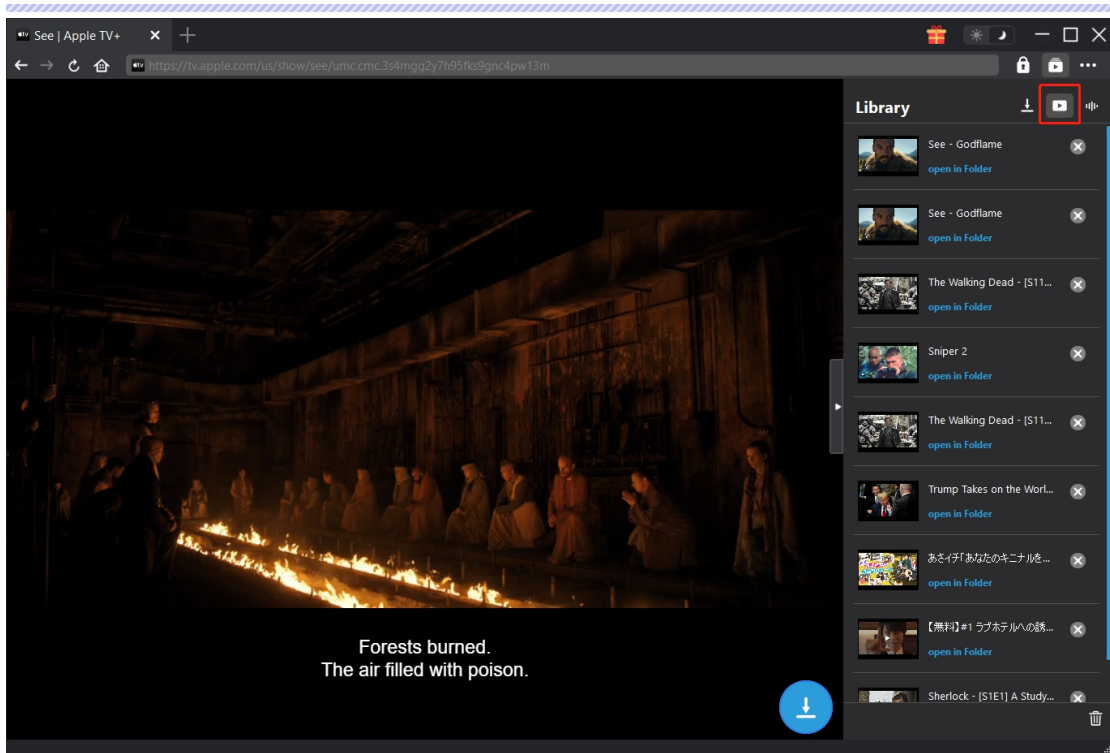 See | Apple TV+
https://tv.apple.com/us/show/see/umc.cmc.3s4mgg2y7h95fks9gnc4pw13m
Library
See - Godflame
open in Folder
See - Godflame
open in Folder
The Walking Dead - [S11...
open in Folder
Sniper 2
open in Folder
The Walking Dead - [S11...
open in Folder
Trump Takes on the Worl...
open in Folder
あさイチ「あなたのキニナルを...
open in Folder
【無料】#1 ラブホテルへの誘...
open in Folder
Sherlock - [S1E1] A Study...
Forests burned.
The air filled with poison.